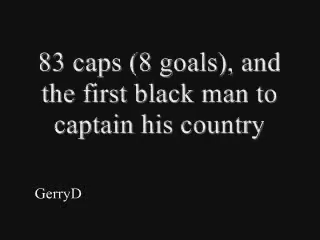 83 caps (8 goals), and
the first black man to
captain his country
GerryD